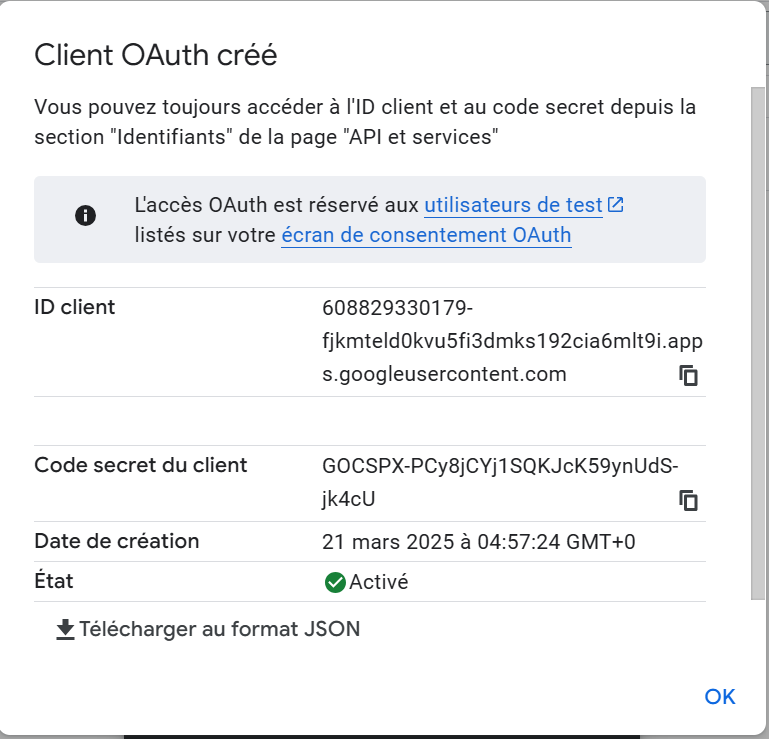 Client OAuth créé
Vous pouvez toujours accéder à l'ID client et au code secret depuis la
section "Identifiants" de la page "API et services"
L'accès OAuth est réservé aux utilisateurs de test
listés sur votre écran de consentement OAuth
ID client
608829330179-
fjkmteld0kvu5fi3dmks192cia6mlt9i.app
s.googleusercontent.com
Code secret du client
GOCSPX-PCy8jCYj1SQKJcK59ynUdS-
jk4cU
Date de création
21 mars 2025 à 04:57:24 GMT+0
État
Activé
Télécharger au format JSON
OK